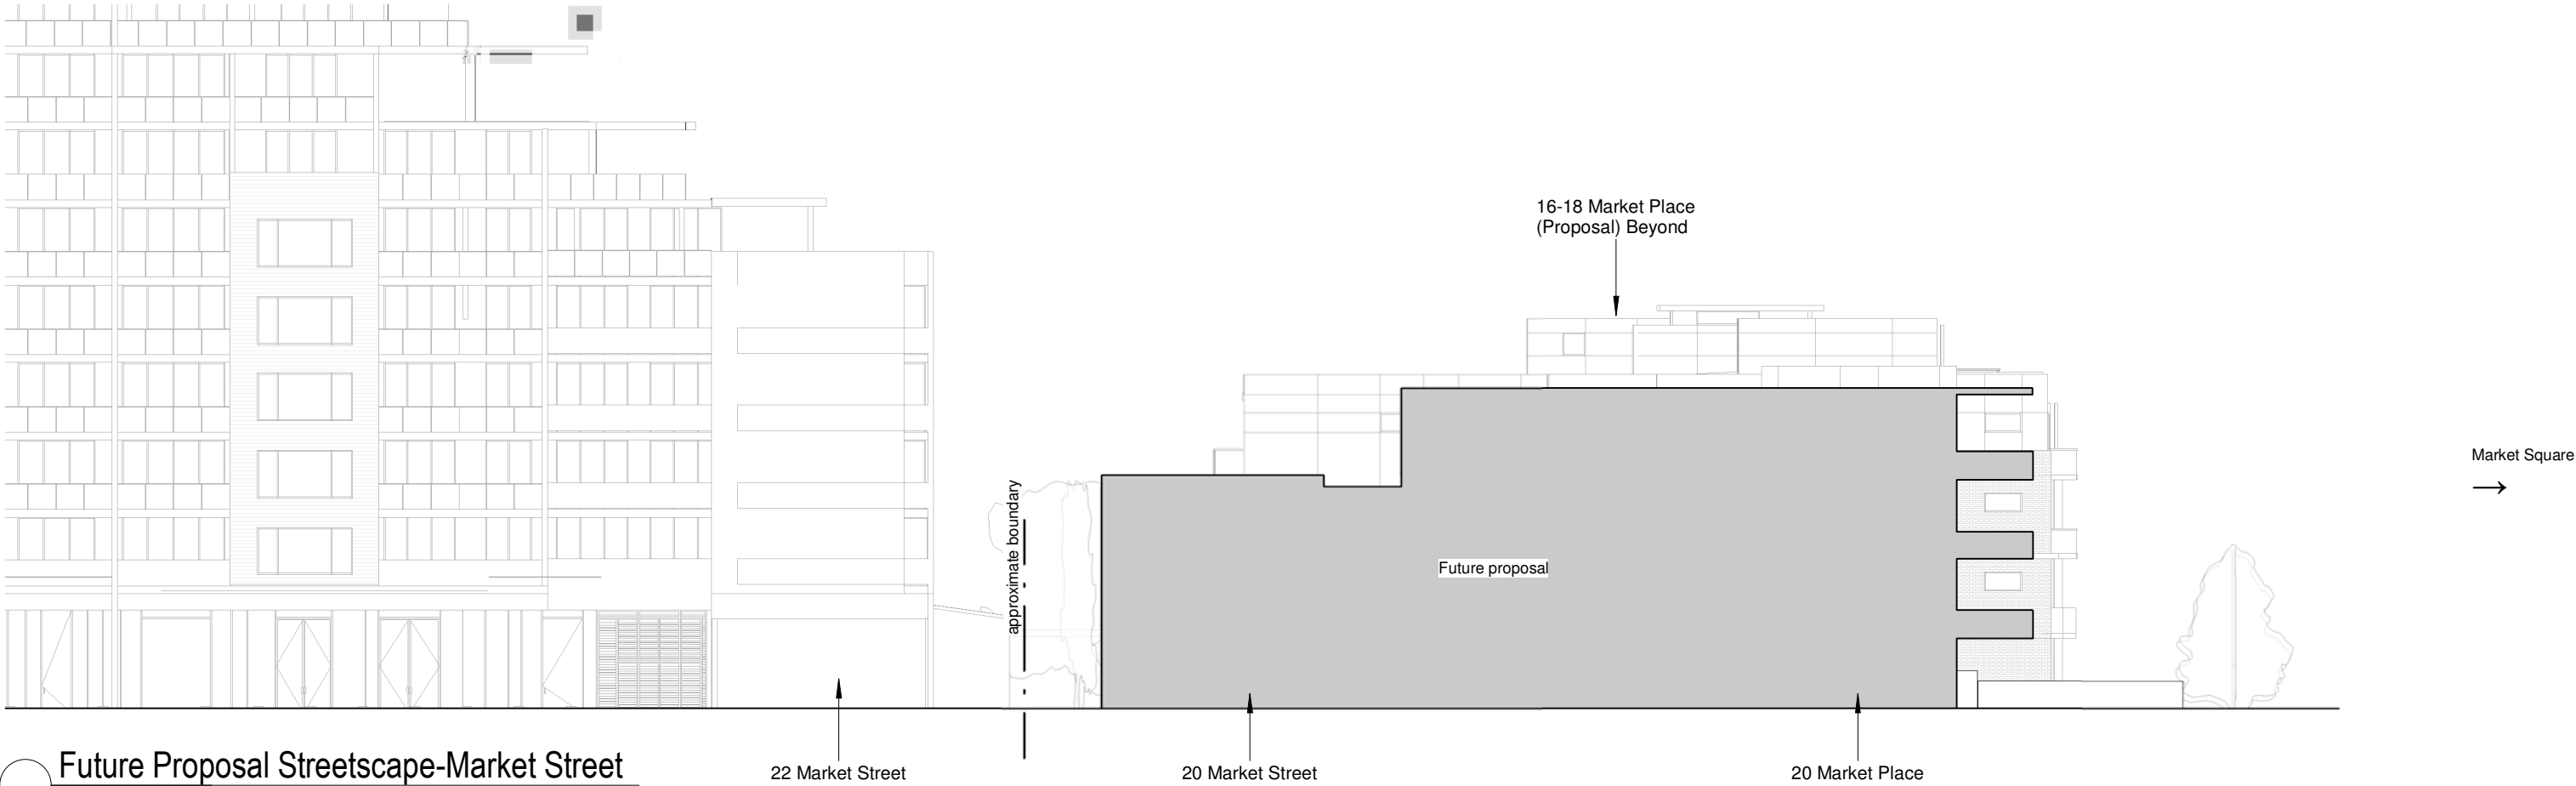 16-18 Market Place
(Proposal) Beyond
Market Square
→
approximate boundary
Future proposal
Future Proposal Streetscape-Market Street
22 Market Street
20 Market Street
20 Market Place